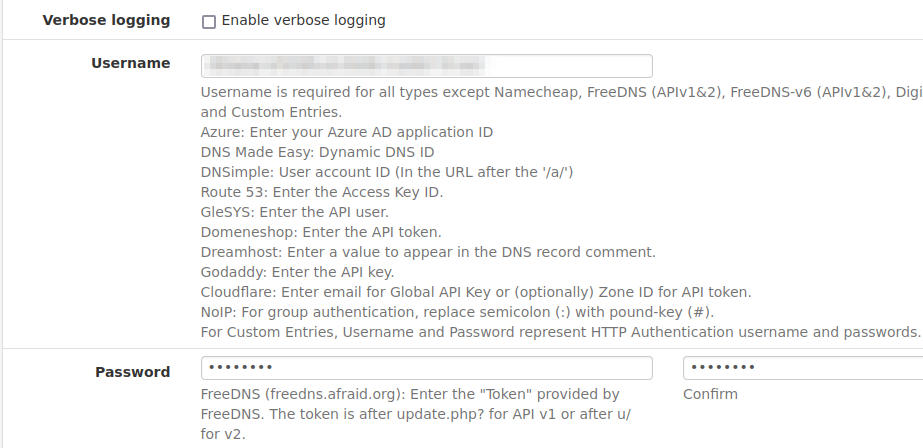 Verbose logging Enable verbose logging
Username
Username is required for all types except Namecheap, FreeDNS (APIv1&2), FreeDNS-v6 (APIv1&2), Digi
and Custom Entries.
Azure: Enter your Azure AD application ID
DNS Made Easy: Dynamic DNS ID
DNSimple: User account ID (In the URL after the '/a/')
Route 53: Enter the Access Key ID.
GleSYS: Enter the API user.
Domeneshop: Enter the API token.
Dreamhost: Enter a value to appear in the DNS record comment.
Godaddy: Enter the API key.
Cloudflare: Enter email for Global API Key or (optionally) Zone ID for API token.
NoIP: For group authentication, replace semicolon (:) with pound-key (#).
For Custom Entries, Username and Password represent HTTP Authentication username and passwords.
Password •••••••• ••••••••
FreeDNS (freedns.afraid.org): Enter the "Token" provided by Confirm
FreeDNS. The token is after update.php? for API v1 or after u/
for v2.